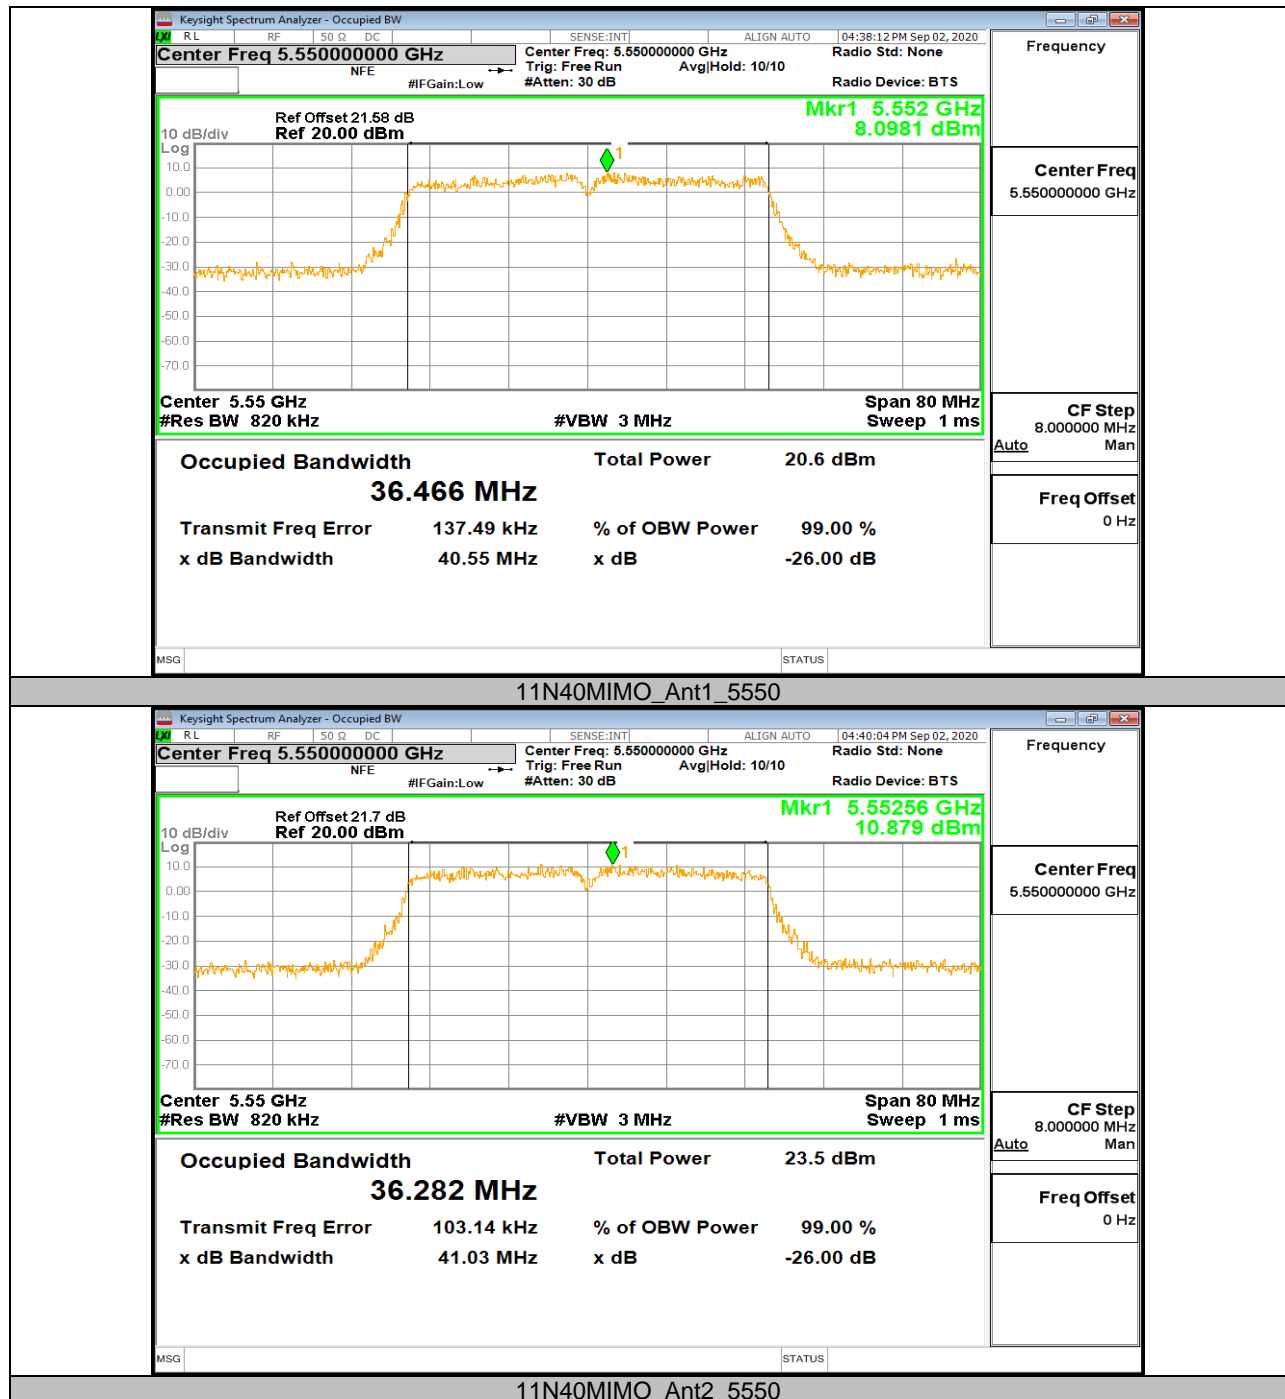 Keysight Spectrum Analyzer - Occupied BW
LXI RL RF 50 Ω DC SENSE:INT ALIGN AUTO 04:38:12 PM Sep 02, 2020
Center Freq 5.550000000 GHz Center Freq: 5.550000000 GHz Radio Std: None Frequency
NFE Trig: Free Run Avg|Hold: 10/10
#IFGain:Low #Atten: 30 dB Radio Device: BTS
Mkr1 5.552 GHz
Ref Offset 21.58 dB
10 dB/div Ref 20.00 dBm 8.0981 dBm
Log
1
10.0
0.00
-10.0
-20.0
-30.0
-40.0
-50.0
-60.0
-70.0
Center Freq
5.550000000 GHz
Center 5.55 GHz Span 80 MHz
#Res BW 820 kHz #VBW 3 MHz Sweep 1 ms
CF Step
8.000000 MHz
Auto Man
Occupied Bandwidth Total Power 20.6 dBm
36.466 MHz
Freq Offset
0 Hz
Transmit Freq Error 137.49 kHz % of OBW Power 99.00 %
x dB Bandwidth 40.55 MHz x dB -26.00 dB
MSG STATUS
11N40MIMO_Ant1_5550
Keysight Spectrum Analyzer - Occupied BW
LXI RL RF 50 Ω DC SENSE:INT ALIGN AUTO 04:40:04 PM Sep 02, 2020
Center Freq 5.550000000 GHz Center Freq: 5.550000000 GHz Radio Std: None Frequency
NFE Trig: Free Run Avg|Hold: 10/10
#IFGain:Low #Atten: 30 dB Radio Device: BTS
Mkr1 5.55256 GHz
Ref Offset 21.7 dB
10 dB/div Ref 20.00 dBm 10.879 dBm
Log
1
10.0
0.00
-10.0
-20.0
-30.0
-40.0
-50.0
-60.0
-70.0
Center Freq
5.550000000 GHz
Center 5.55 GHz Span 80 MHz
#Res BW 820 kHz #VBW 3 MHz Sweep 1 ms
CF Step
8.000000 MHz
Auto Man
Occupied Bandwidth Total Power 23.5 dBm
36.282 MHz
Freq Offset
0 Hz
Transmit Freq Error 103.14 kHz % of OBW Power 99.00 %
x dB Bandwidth 41.03 MHz x dB -26.00 dB
MSG STATUS
11N40MIMO_Ant2_5550